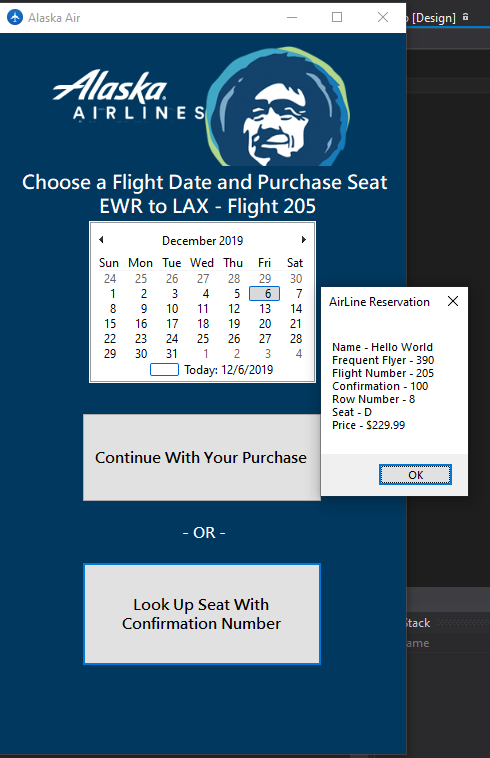 Alaska Air
[Design]
Alaska
AIRLINES
Choose a Flight Date and Purchase Seat
EWR to LAX - Flight 205
December 2019
Sun Mon Tue Wed Thu Fri Sat
24 25 26 27 28 29 30
1 2 3 4 5 6 7
8 9 10 11 12 13 14
15 16 17 18 19 20 21
22 23 24 25 26 27 28
29 30 31 1 2 3 4
Today: 12/6/2019
AirLine Reservation
Name - Hello World
Frequent Flyer - 390
Flight Number - 205
Confirmation - 100
Row Number - 8
Seat - D
Price - $229.99
OK
Continue With Your Purchase
- OR -
Look Up Seat With
Confirmation Number
Stack
ame